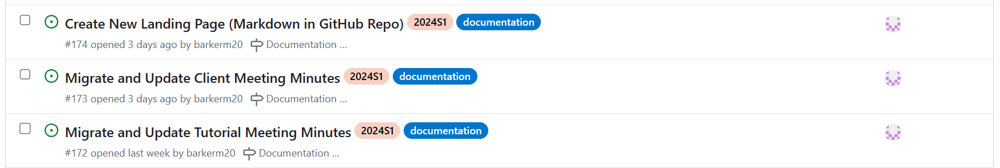 Create New Landing Page (Markdown in GitHub Repo) 2024S1 documentation
#174 opened 3 days ago by barkerm20 Documentation ...
Migrate and Update Client Meeting Minutes 2024S1 documentation
#173 opened 3 days ago by barkerm20 Documentation ...
Migrate and Update Tutorial Meeting Minutes 2024S1 documentation
#172 opened last week by barkerm20 Documentation ...